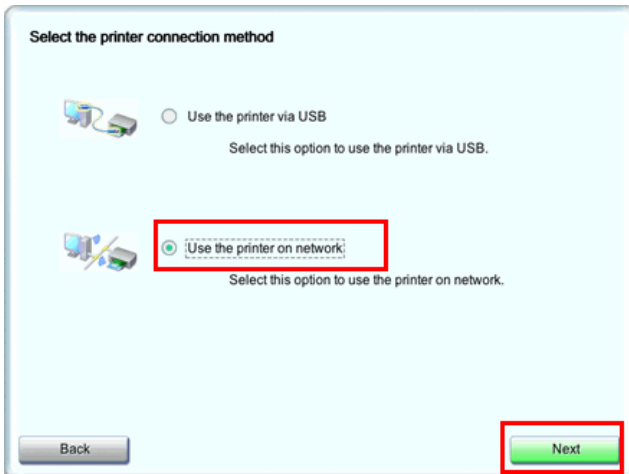 Select the printer connection method
Use the printer via USB
Select this option to use the printer via USB.
Use the printer on network
Select this option to use the printer on network.
Back
Next